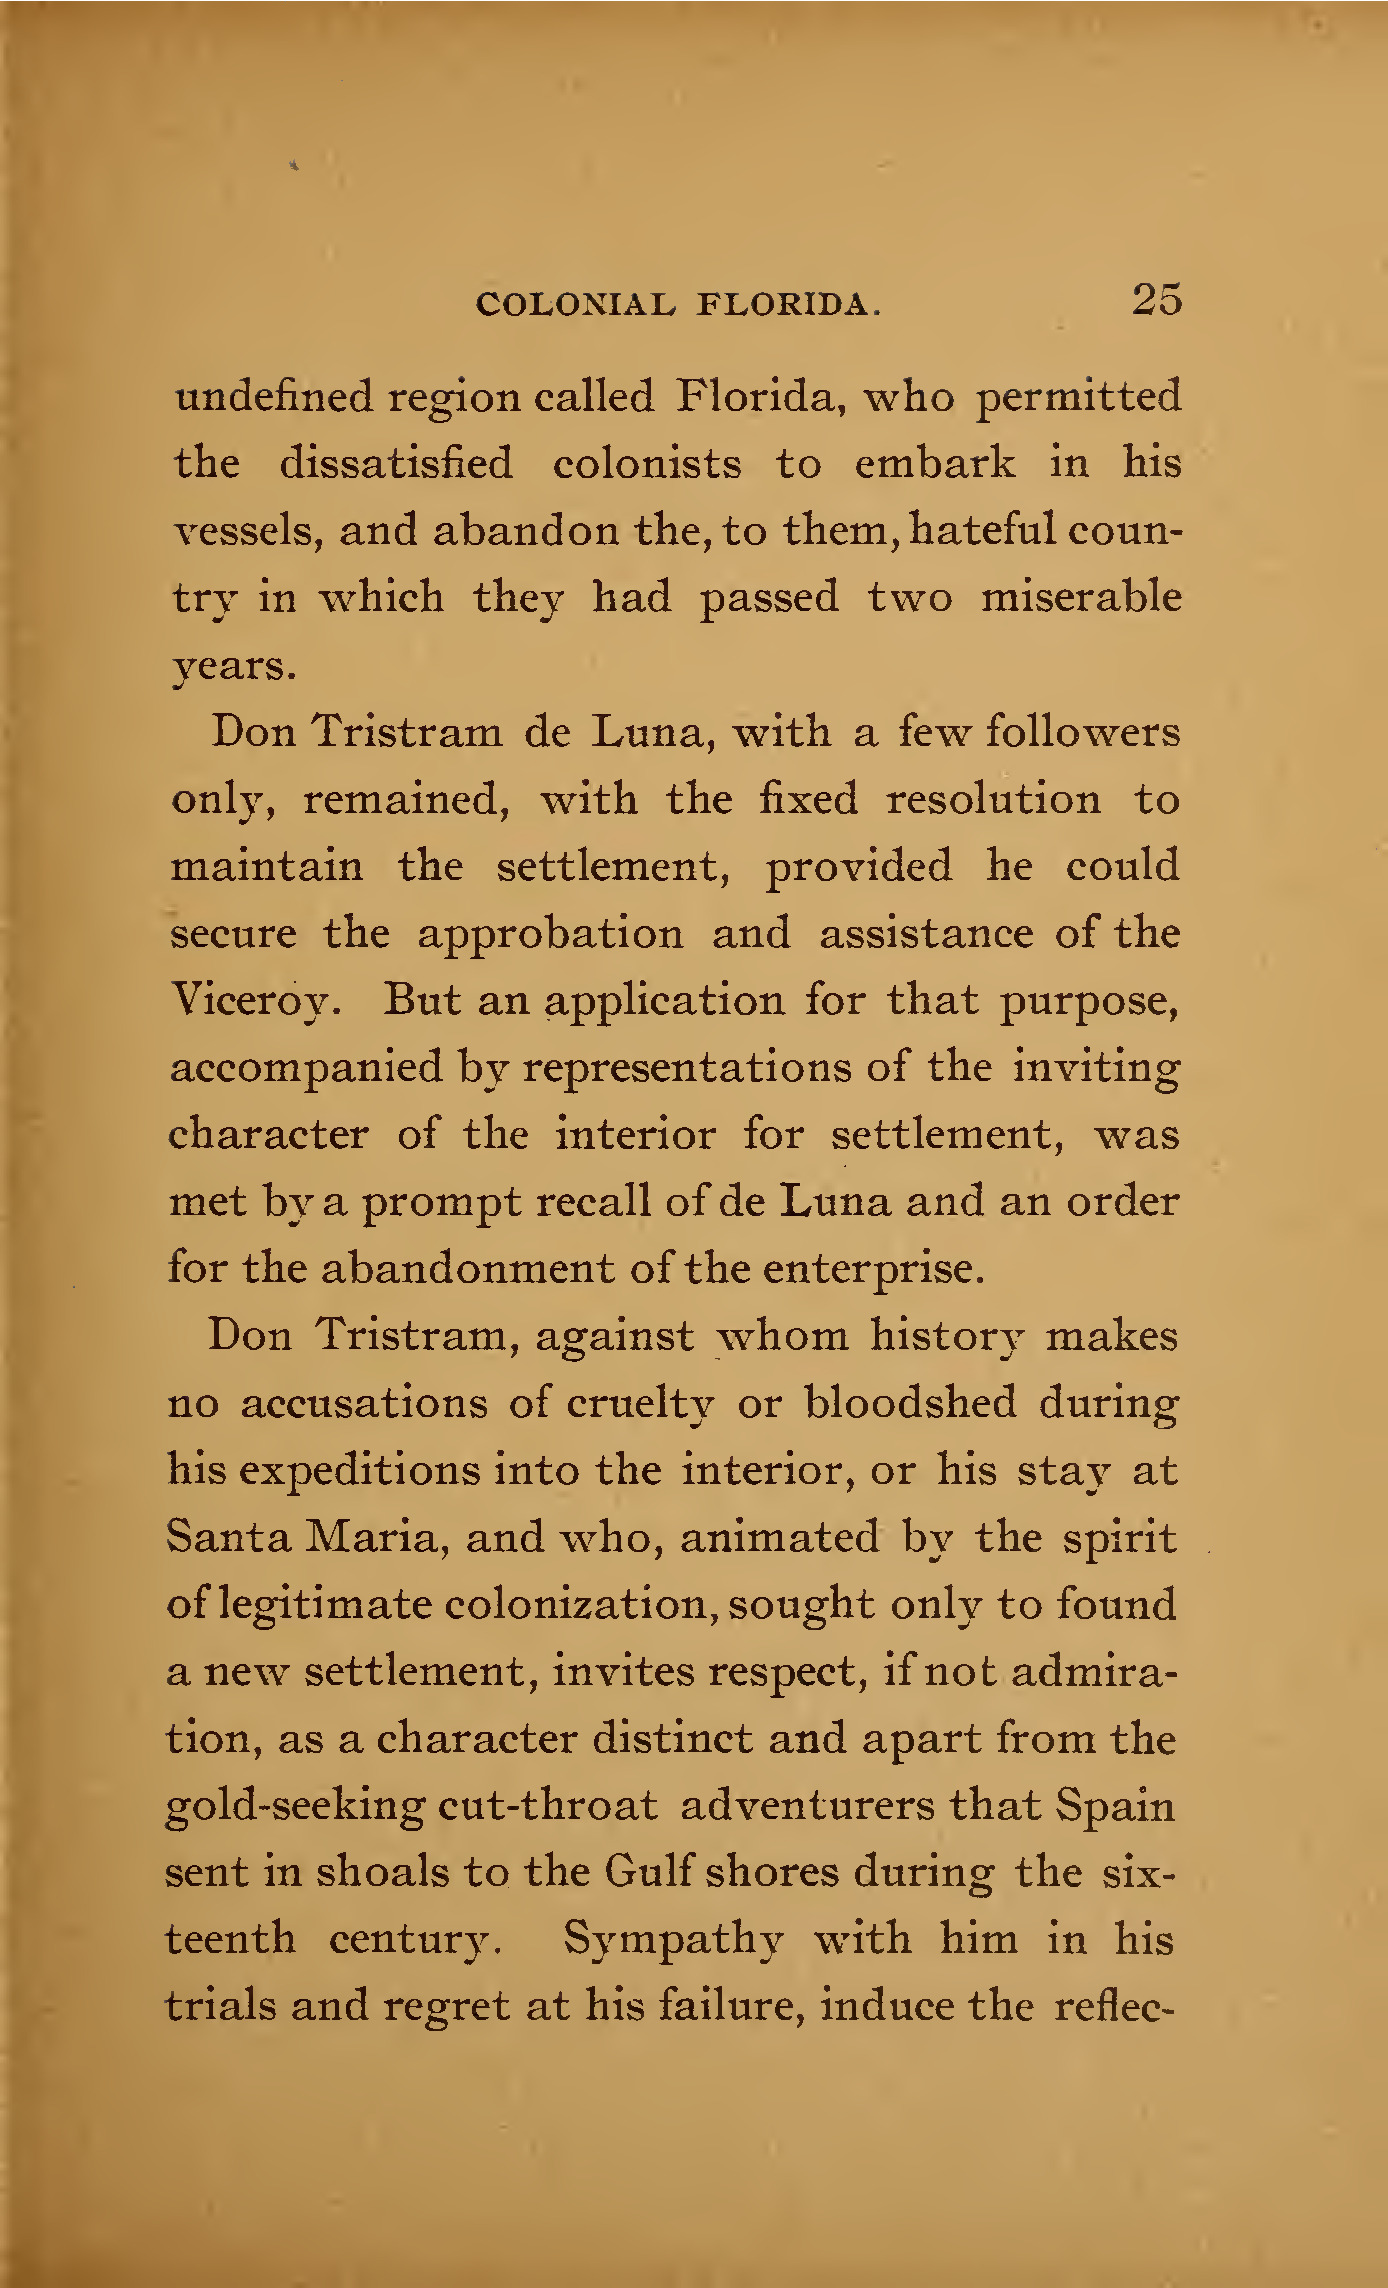 COLONIAL FLORIDA. 25
undefined region called Florida, who permitted
the dissatisfied colonists to embark in his
vessels, and abandon the, to them, hateful coun-
try in which they had passed two miserable
years.
Don Tristram de Luna, with a few followers
only, remained, with the fixed resolution to
maintain the settlement, provided he could
secure the approbation and assistance of the
Viceroy. But an application for that purpose,
accompanied by representations of the inviting
character of the interior for settlement, was
met by a prompt recall of de Luna and an order
for the abandonment of the enterprise.
Don Tristram, against whom history makes
no accusations of cruelty or bloodshed during
his expeditions into the interior, or his stay at
Santa Maria, and who, animated by the spirit
of legitimate colonization, sought only to found
a new settlement, invites respect, if not admira-
tion, as a character distinct and apart from the
gold-seeking cut-throat adventurers that Spain
sent in shoals to the Gulf shores during the six-
teenth century. Sympathy with him in his
trials and regret at his failure, induce the reflec-